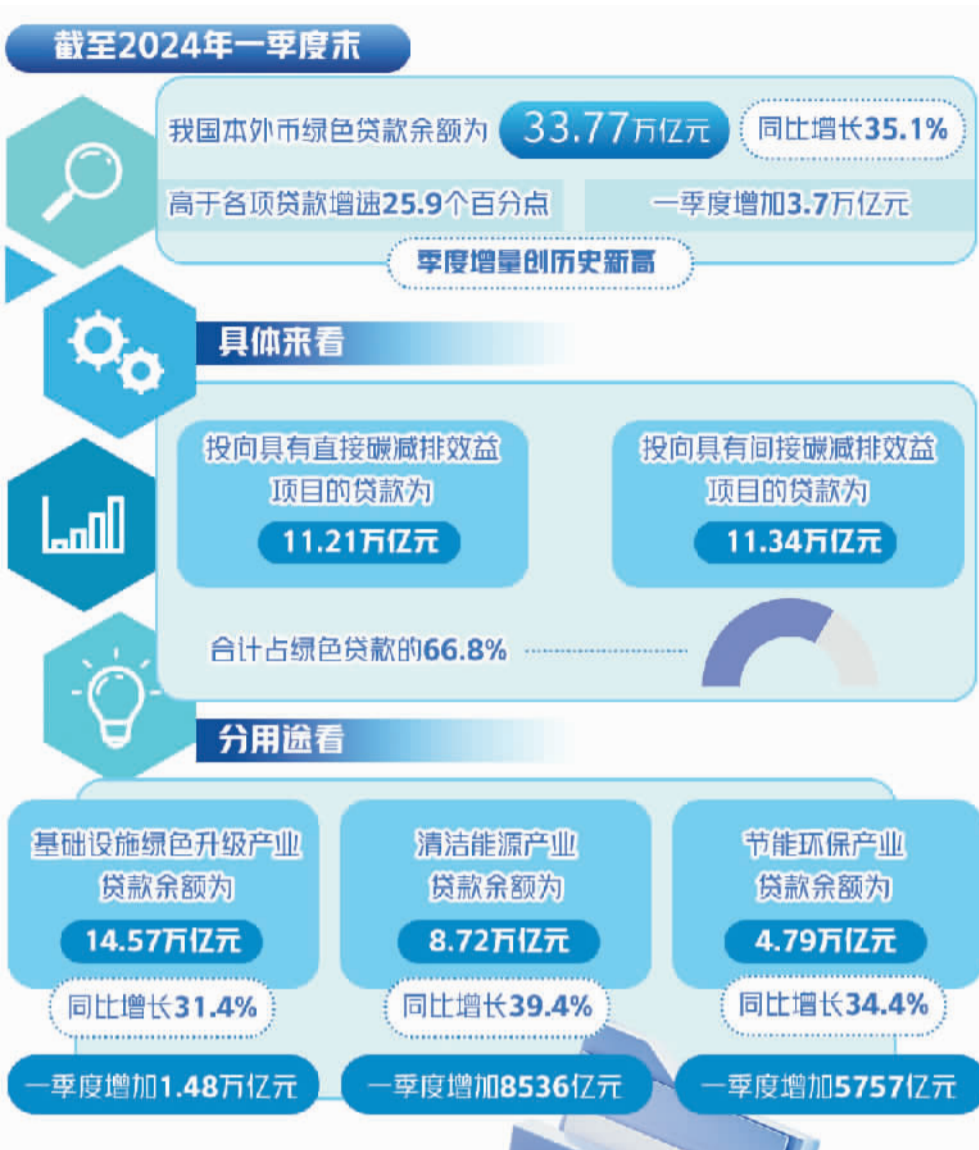 截至2024年一季度末
我国本外币绿色贷款余额为 33.77万亿元 同比增长35.1%
高于各项贷款增速25.9个百分点 一季度增加3.7万亿元
季度增量创历史新高
具体来看
投向具有直接碳减排效益
项目的贷款为
11.21万亿元
投向具有间接碳减排效益
项目的贷款为
11.34万亿元
合计占绿色贷款的66.8%
分用途看
基础设施绿色升级产业
贷款余额为
14.57万亿元
同比增长31.4%
一季度增加1.48万亿元
清洁能源产业
贷款余额为
8.72万亿元
同比增长39.4%
一季度增加8536亿元
节能环保产业
贷款余额为
4.79万亿元
同比增长34.4%
一季度增加5757亿元